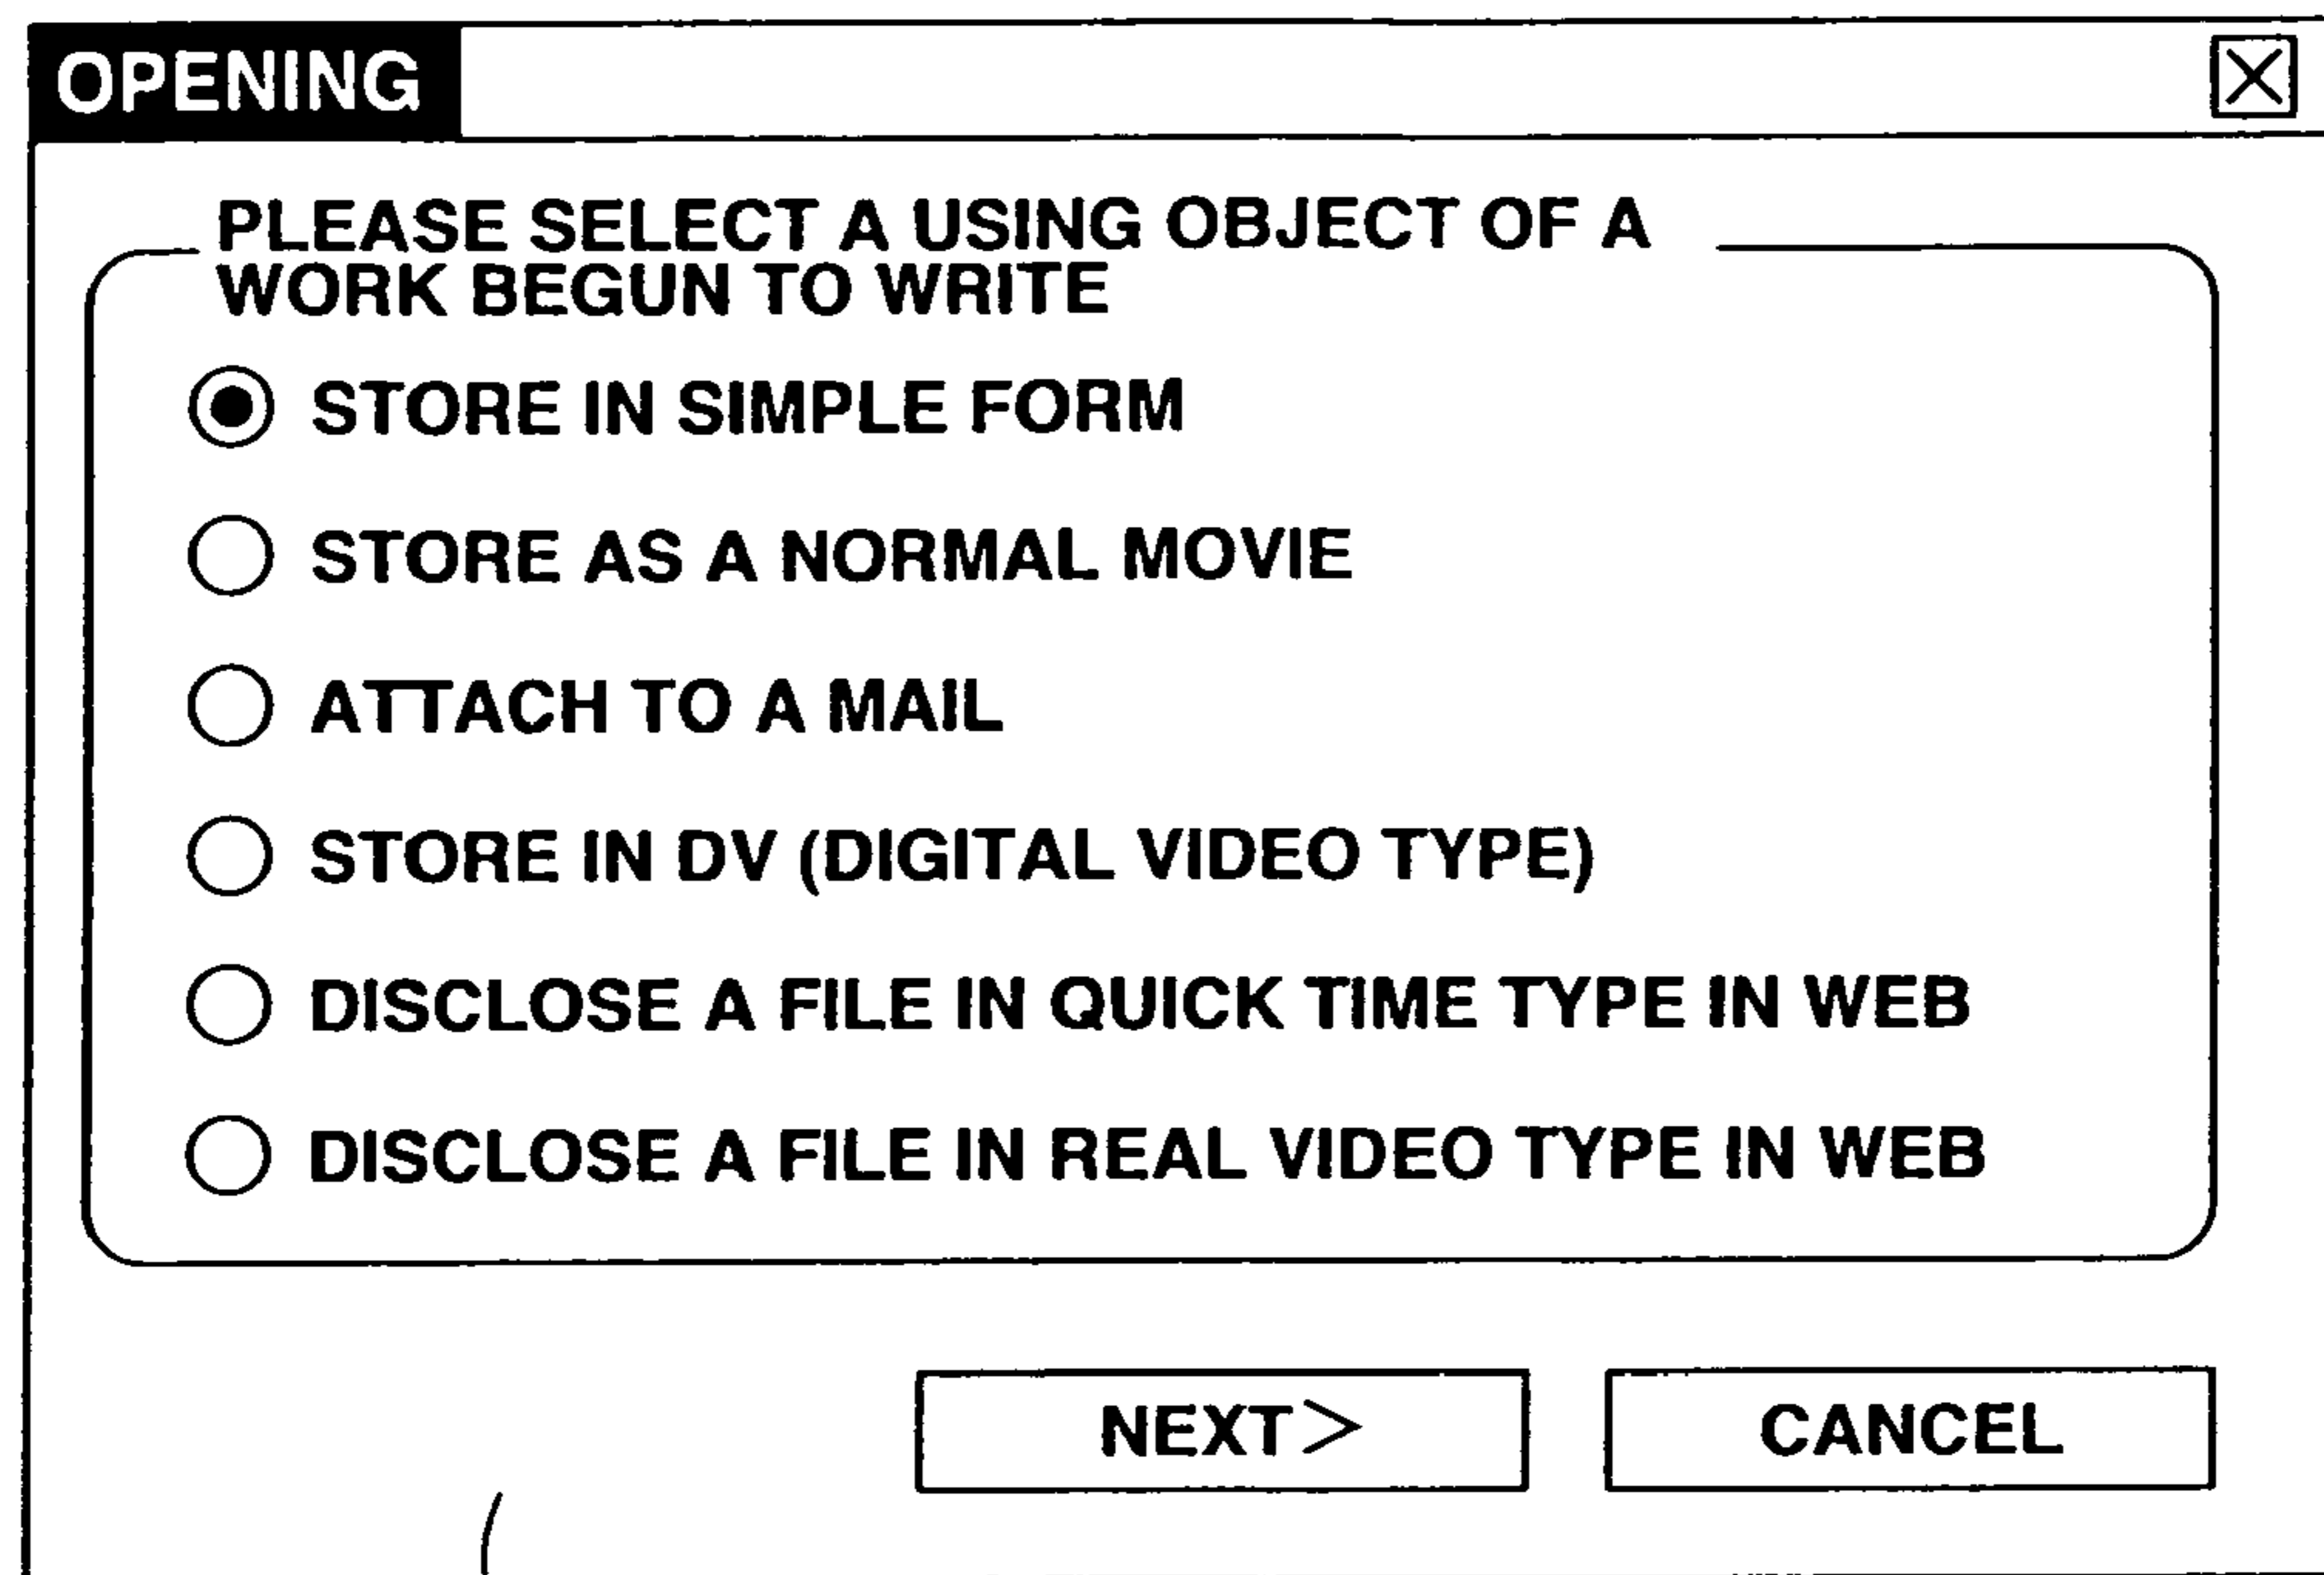 OPENING
PLEASE SELECT A USING OBJECT OF A
WORK BEGUN TO WRITE
STORE IN SIMPLE FORM
STORE AS A NORMAL MOVIE
ATTACH TO A MAIL
STORE IN DV (DIGITAL VIDEO TYPE)
DISCLOSE A FILE IN QUICK TIME TYPE IN WEB
DISCLOSE A FILE IN REAL VIDEO TYPE IN WEB
NEXT> CANCEL